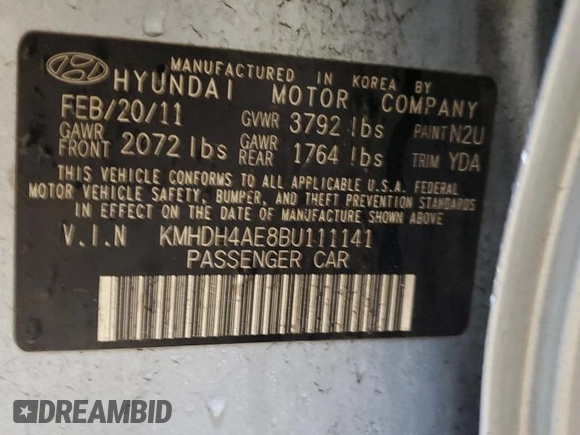 MANUFACTURED IN KOREA BY
HYUNDAI MOTOR COMPANY
FEB/20/11 GVWR 3792 lbs PAINT N2U
GAWR FRONT 2072 lbs GAWR REAR 1764 lbs TRIM YDA
THIS VEHICLE CONFORMS TO ALL APPLICABLE U.S.A. FEDERAL
MOTOR VEHICLE SAFETY, BUMPER, AND THEFT PREVENTION STANDARDS
IN EFFECT ON THE DATE OF MANUFACTURE SHOWN ABOVE.
V.I.N KMHDH4AE8BU111141
PASSENGER CAR
DREAMBID